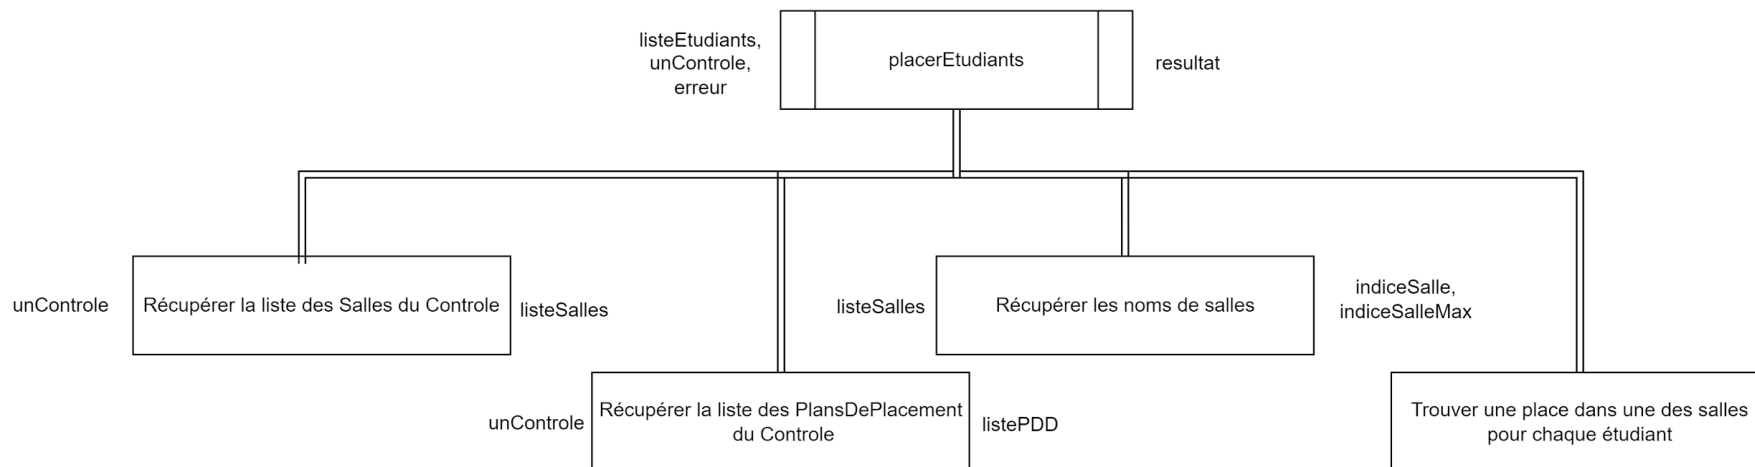 listeEtudiants,
unControle,
erreur
placerEtudiants
resultat
unControle
Récupérer la liste des Salles du Controle
listeSalles
listeSalles
Récupérer les noms de salles
indiceSalle,
indiceSalleMax
unControle
Récupérer la liste des PlansDePlacement
du Controle
listePDD
Trouver une place dans une des salles
pour chaque étudiant